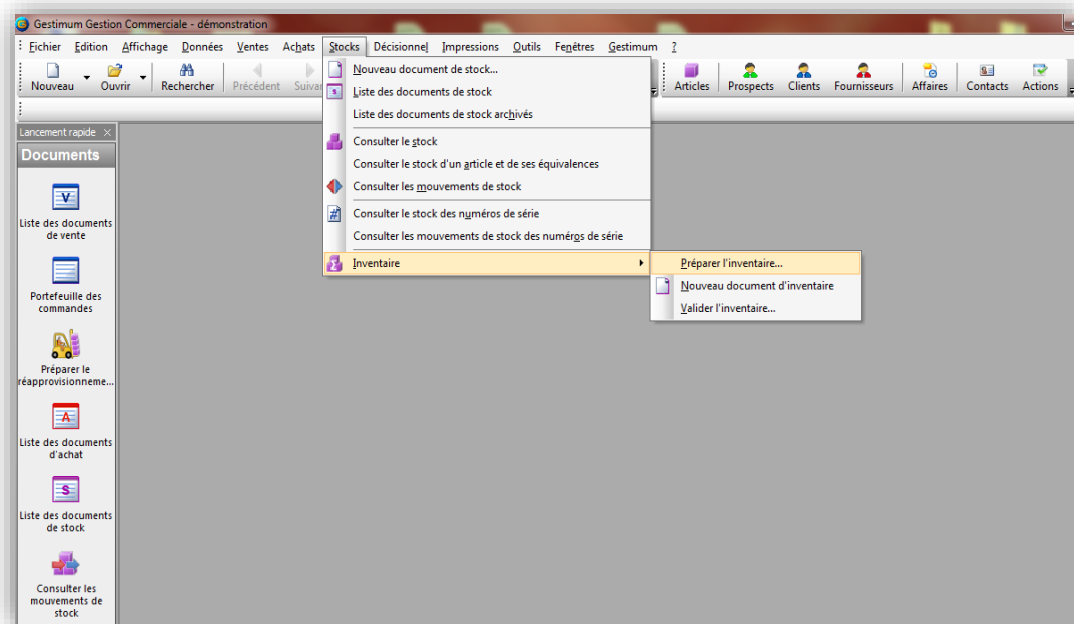 Gestimum Gestion Commerciale - démonstration
Fichier Edition Affichage Données Ventes Achats Stocks Décisionnel Impressions Outils Fenêtres Gestimum ?
Nouveau Ouvrir Rechercher Précédent Suivan Articles Prospects Clients Fournisseurs Affaires Contacts Actions
Nouveau document de stock...
Liste des documents de stock
Liste des documents de stock archivés
Consulter le stock
Consulter le stock d'un article et de ses équivalences
Consulter les mouvements de stock
Consulter le stock des numéros de série
Consulter les mouvements de stock des numéros de série
Inventaire
Préparer l'inventaire...
Nouveau document d'inventaire
Valider l'inventaire...
Lancement rapide
Documents
V
Liste des documents
de vente
Portefeuille des
commandes
Préparer le
réapprovisionneme...
A
Liste des documents
d'achat
S
Liste des documents
de stock
Consulter les
mouvements de
stock